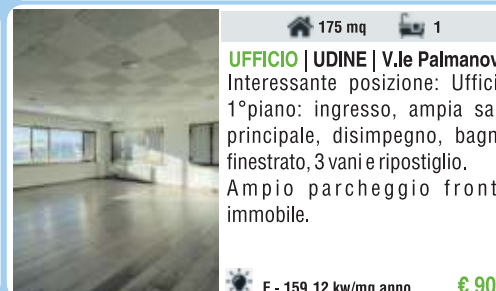 175 mq 1
UFFICIO | UDINE | V.le Palmanov
Interessante posizione: Uffici
1°piano: ingresso, ampia sa
principale, disimpegno, bagn
finestrato, 3 vani e ripostiglio.
Ampio parcheggio front
immobile.
F - 159,12 kw/mq anno € 90